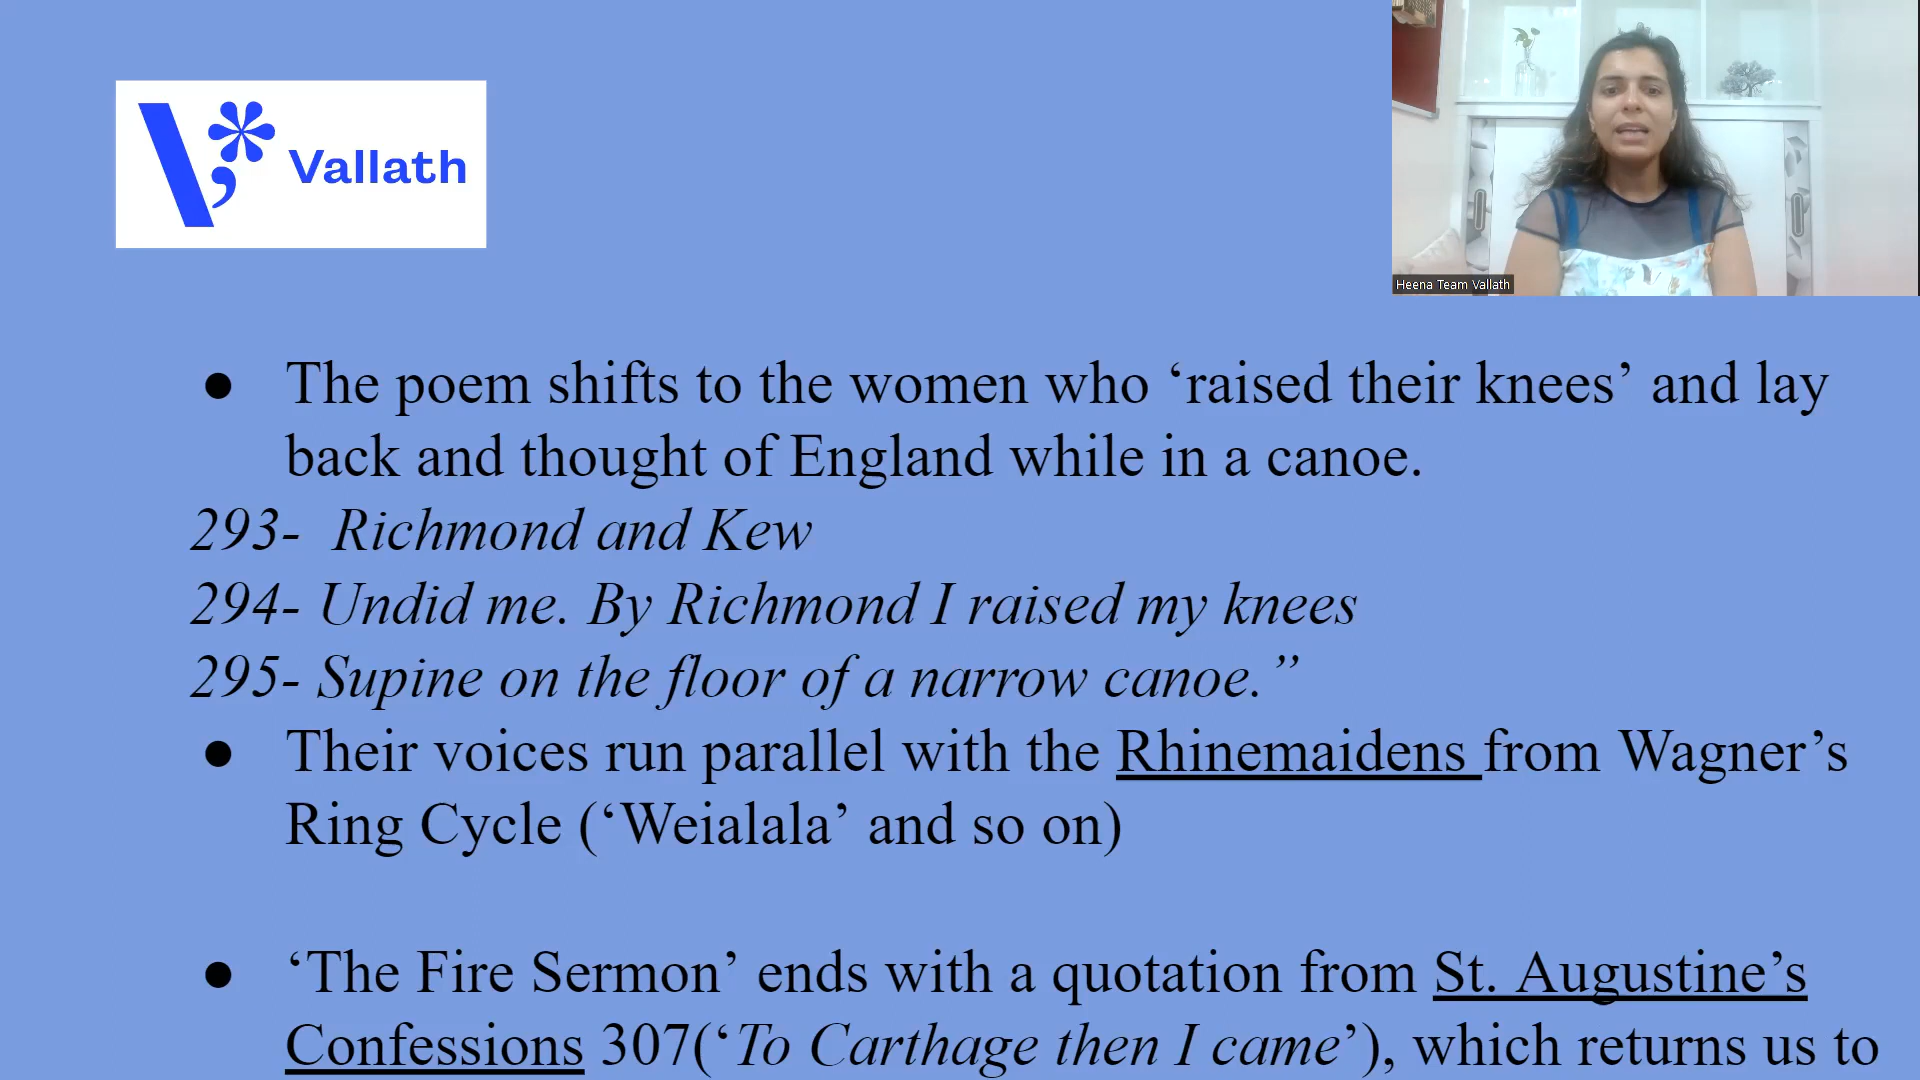 Vallath
Heena Team Vallath
● The poem shifts to the women who ‘raised their knees’ and lay
back and thought of England while in a canoe.
293- Richmond and Kew
294- Undid me. By Richmond I raised my knees
295- Supine on the floor of a narrow canoe.”
● Their voices run parallel with the Rhinemaidens from Wagner’s
Ring Cycle (‘Weialala’ and so on)
● ‘The Fire Sermon’ ends with a quotation from St. Augustine’s
Confessions 307(‘To Carthage then I came’), which returns us to